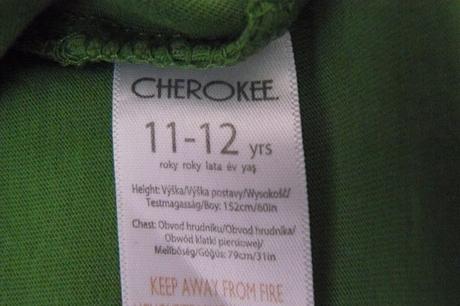 CHEROKEE.
11-12 yrs
roky roky lata év yaş
Height: Výška/Výška postavy/Wysokość/
Testmagasság/Boy: 152cm/60in
Chest: Obvod hrudníku/Obvod hrudníka/
Obwód klatki piersiowej/
Mellbőség/Göğüs: 79cm/31in
KEEP AWAY FROM FIRE